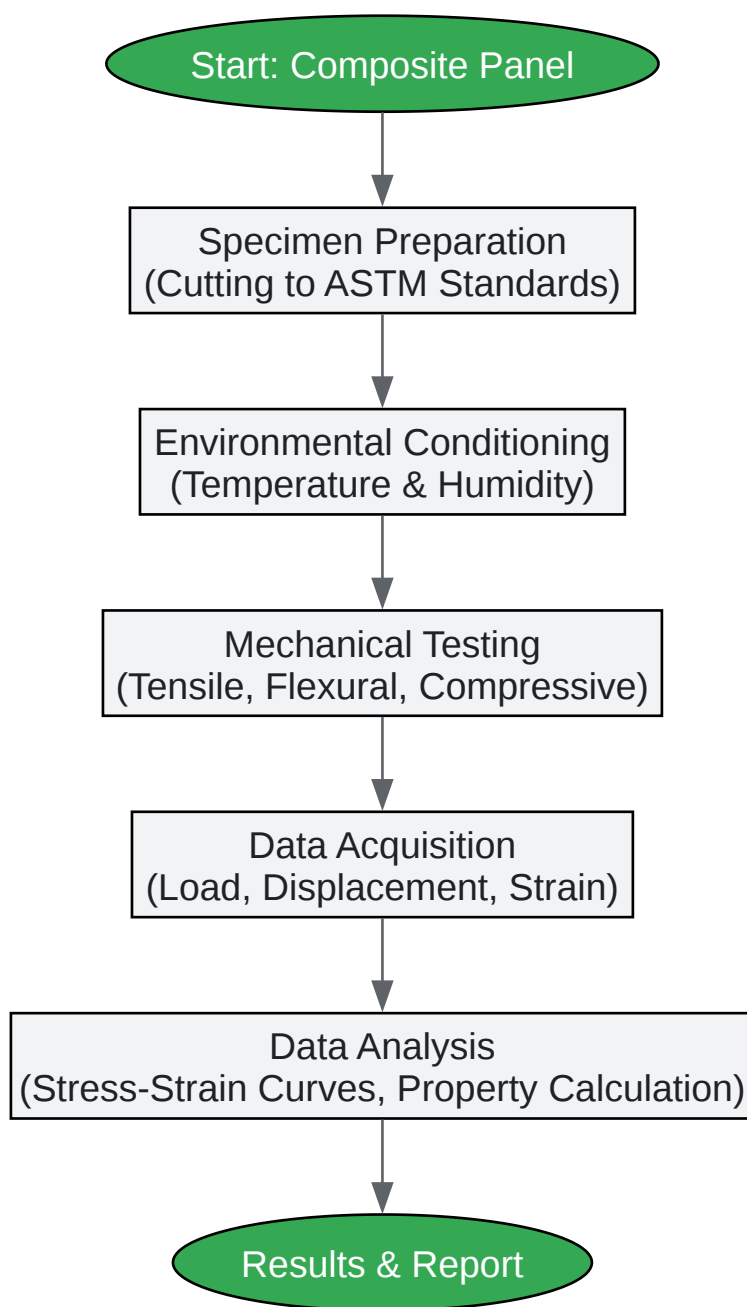 Start: Composite Panel
Specimen Preparation
(Cutting to ASTM Standards)
Environmental Conditioning
(Temperature & Humidity)
Mechanical Testing
(Tensile, Flexural, Compressive)
Data Acquisition
(Load, Displacement, Strain)
Data Analysis
(Stress-Strain Curves, Property Calculation)
Results & Report